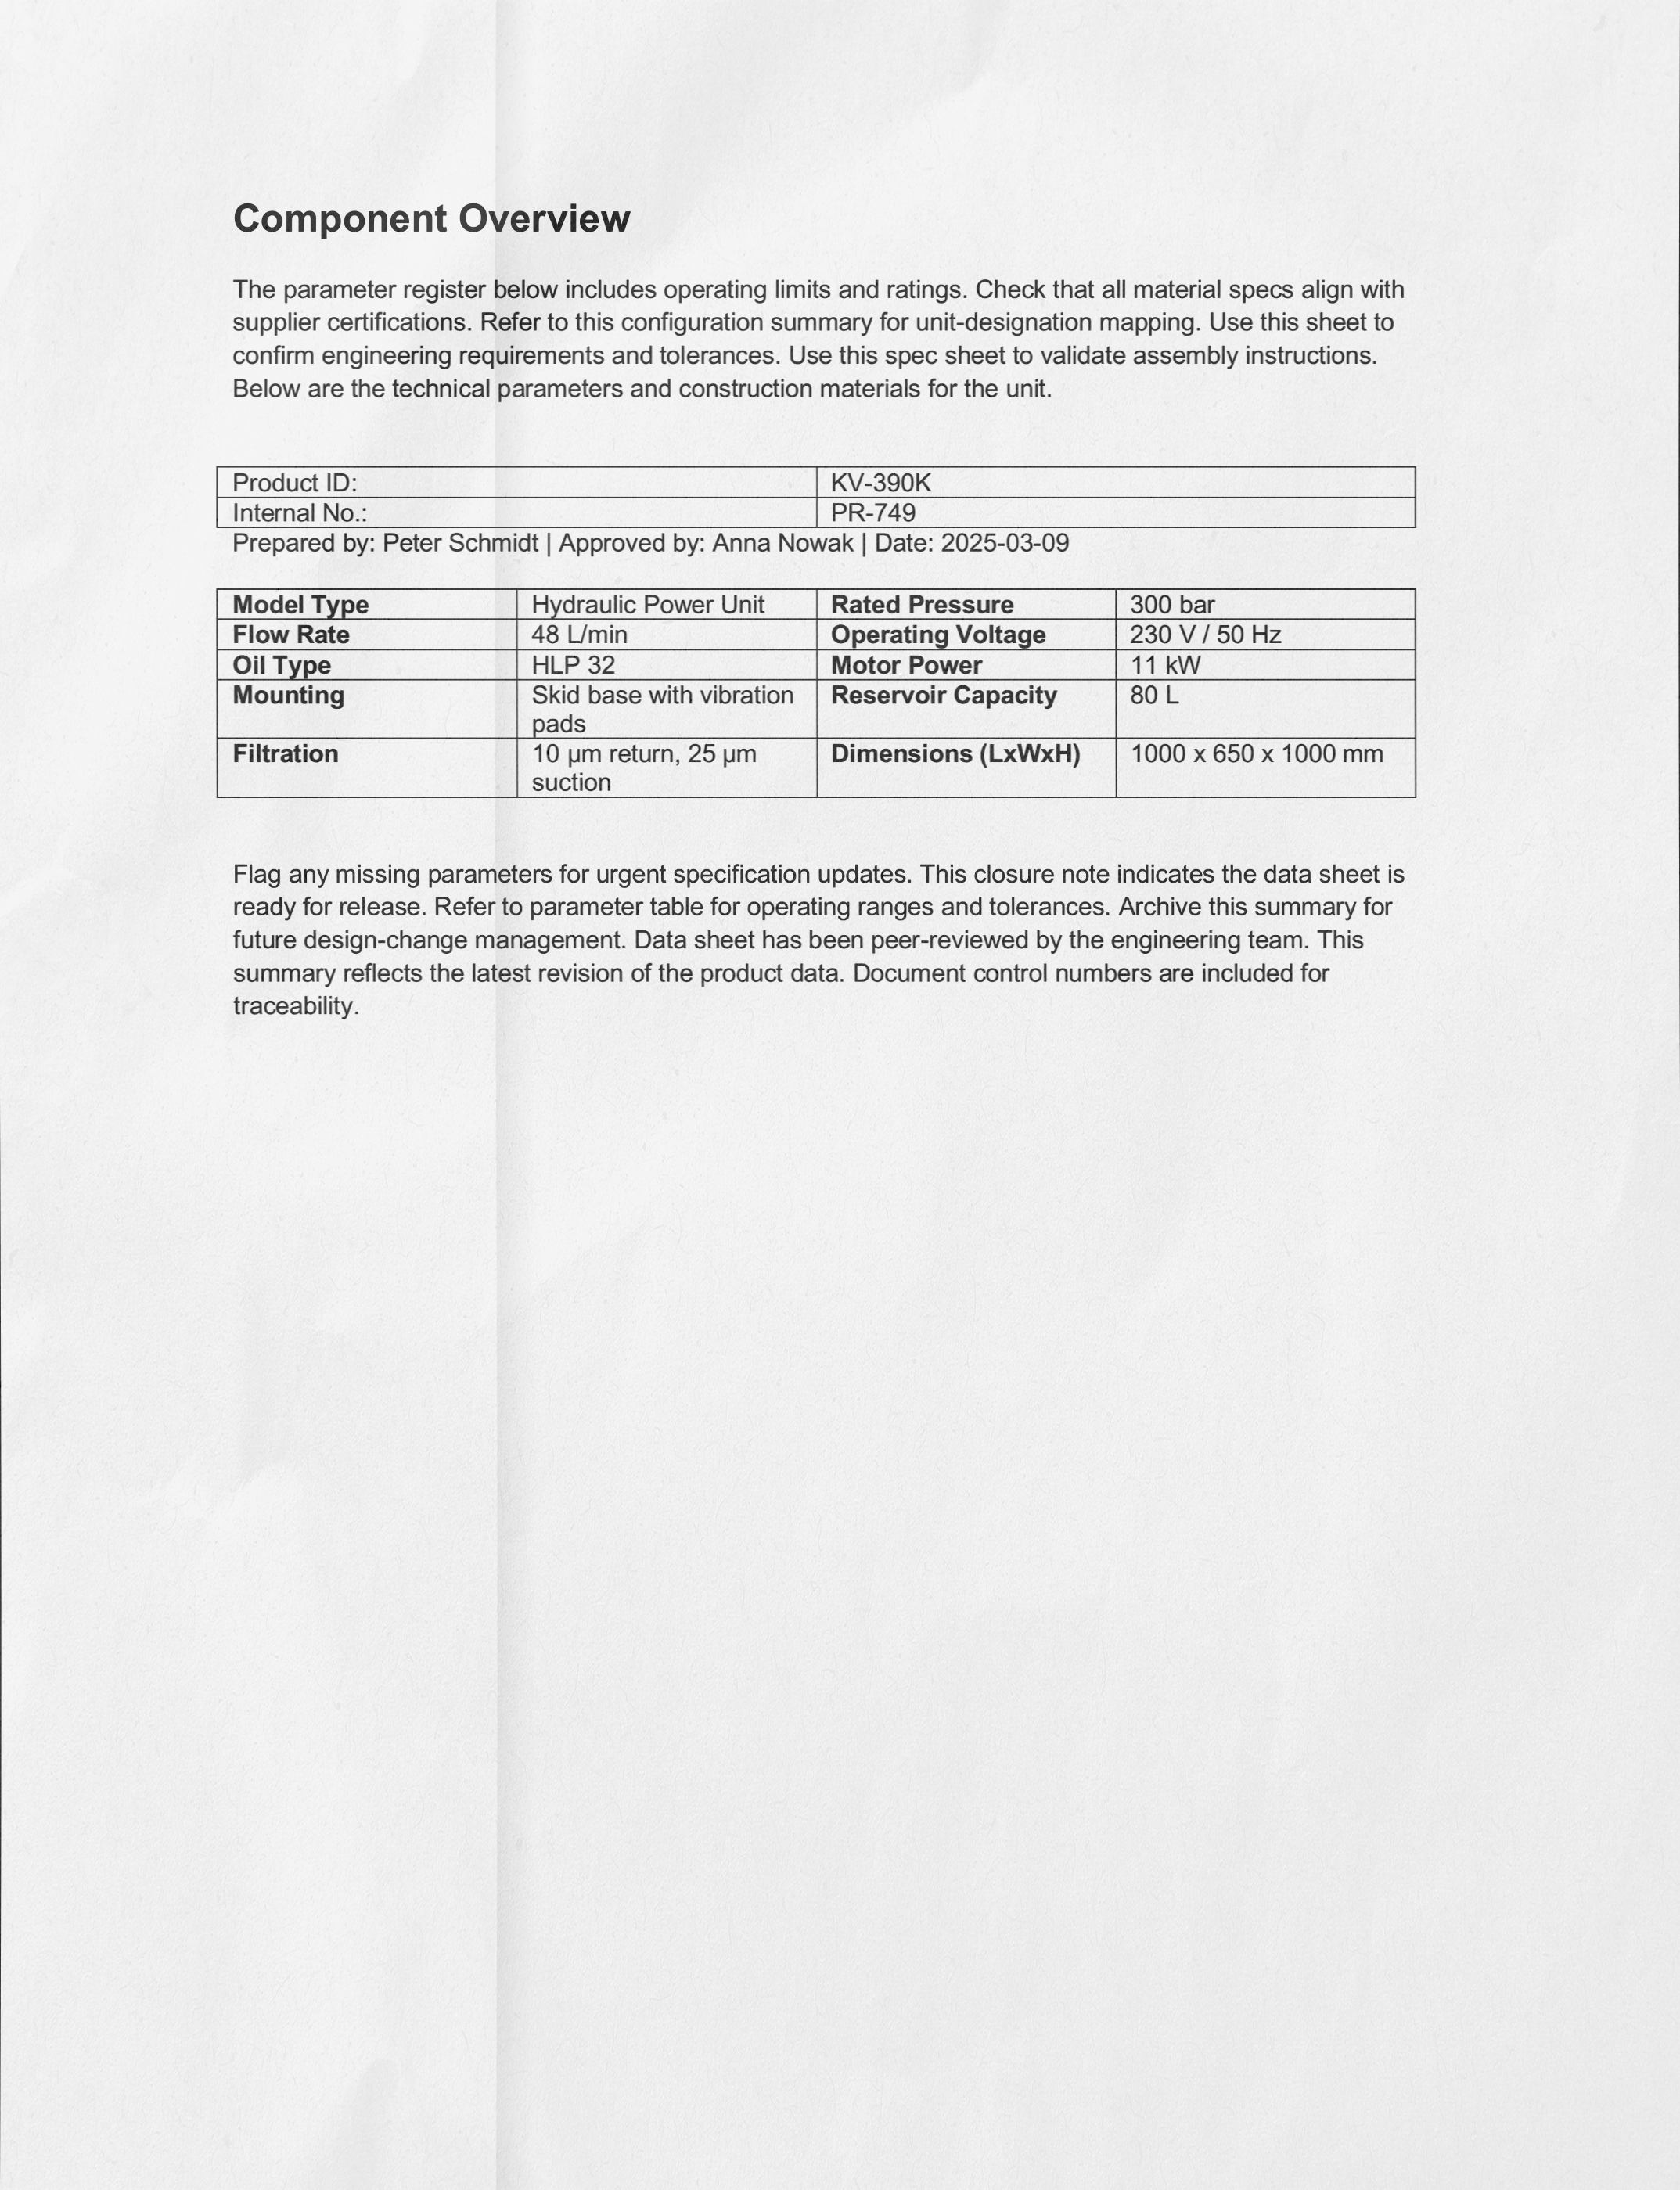 Component Overview
The parameter register below includes operating limits and ratings. Check that all material specs align with
supplier certifications. Refer to this configuration summary for unit-designation mapping. Use this sheet to
confirm engineering requirements and tolerances. Use this spec sheet to validate assembly instructions.
Below are the technical parameters and construction materials for the unit.
Product ID: KV-390K
Internal No.: PR-749
Prepared by: Peter Schmidt | Approved by: Anna Nowak | Date: 2025-03-09
Model Type Hydraulic Power Unit Rated Pressure 300 bar
Flow Rate 48 L/min Operating Voltage 230 V / 50 Hz
Oil Type HLP 32 Motor Power 11 kW
Mounting Skid base with vibration Reservoir Capacity 80 L
pads
Filtration 10 µm return, 25 µm Dimensions (LxWxH) 1000 x 650 x 1000 mm
suction
Flag any missing parameters for urgent specification updates. This closure note indicates the data sheet is
ready for release. Refer to parameter table for operating ranges and tolerances. Archive this summary for
future design-change management. Data sheet has been peer-reviewed by the engineering team. This
summary reflects the latest revision of the product data. Document control numbers are included for
traceability.